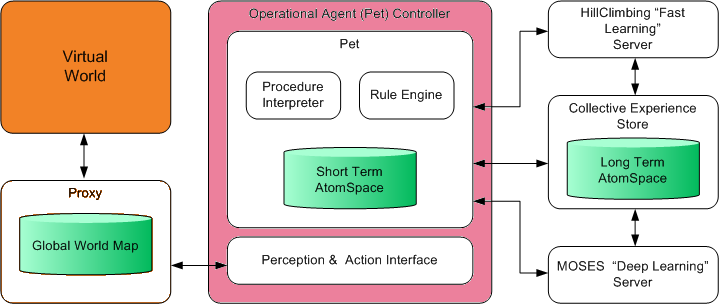 Virtual
World
Proxy
Global World Map
Operational Agent (Pet) Controller
Pet
Procedure
Interpreter
Rule Engine
Short Term
AtomSpace
Perception & Action Interface
HillClimbing “Fast
Learning”
Server
Collective Experience
Store
Long Term
AtomSpace
MOSES “Deep Learning”
Server